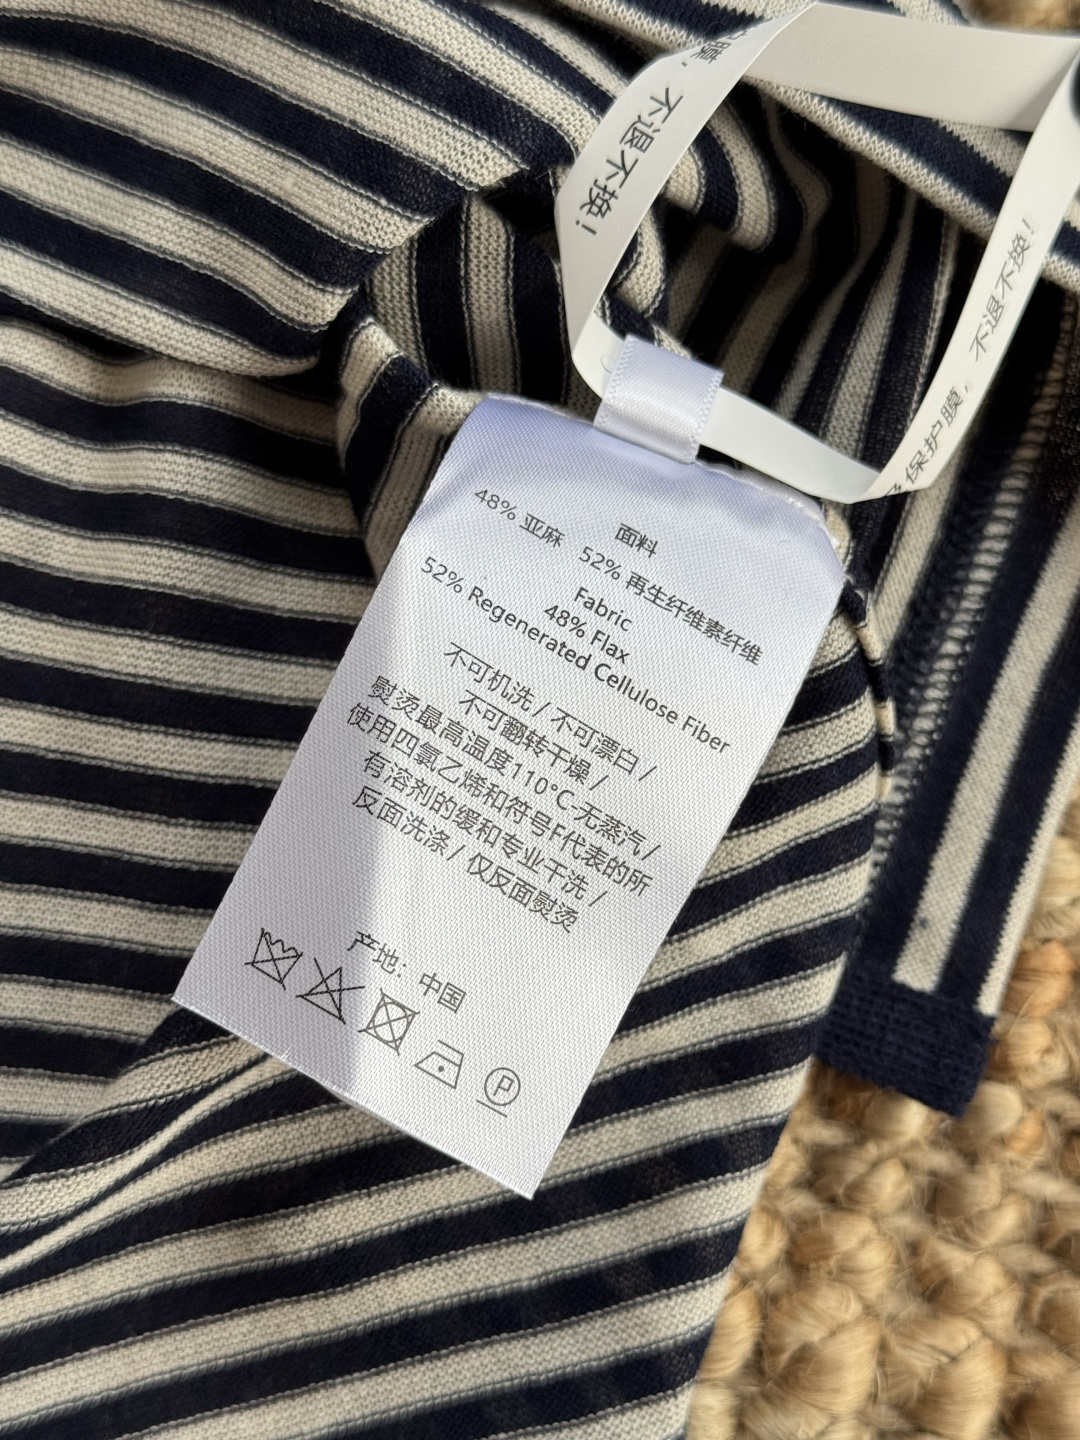 不退不换!
保护膜, 不退不换!
面料
48% 亚麻 52% 再生纤维素纤维
Fabric
48% Flax
52% Regenerated Cellulose Fiber
不可机洗 / 不可漂白 /
不可翻转干燥 /
熨烫最高温度110°C-无蒸汽 /
使用四氯乙烯和符号F代表的所
有溶剂的缓和专业干洗 /
反面洗涤 / 仅反面熨烫
产地: 中国
P